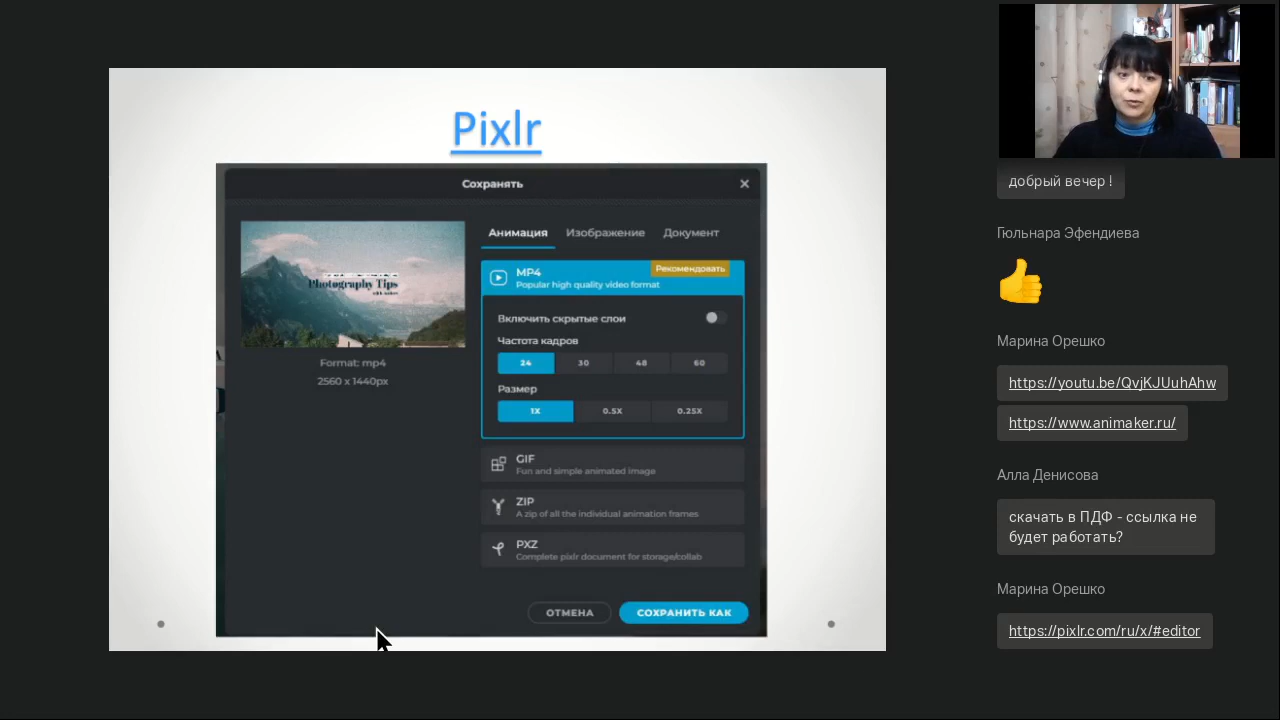 Pixlr
Сохранять
Анимация Изображение Документ
MP4
Рекомендовать
Popular high quality video format
Photography Tips
Включить скрытые слои
Частота кадров
24 30 48 60
Format: mp4
2560 x 1440px
Размер
1X 0.5X 0.25X
GIF
Fun and simple animated image
ZIP
A zip of all the individual animation frames
PXZ
Complete pixlr document for storage/collab
ОТМЕНА СОХРАНИТЬ КАК
добрый вечер !
Гюльнара Эфендиева
Марина Орешко
https://youtu.be/QvjKJUuhAhw
https://www.animaker.ru/
Алла Денисова
скачать в ПДФ - ссылка не
будет работать?
Марина Орешко
https://pixlr.com/ru/x/#editor